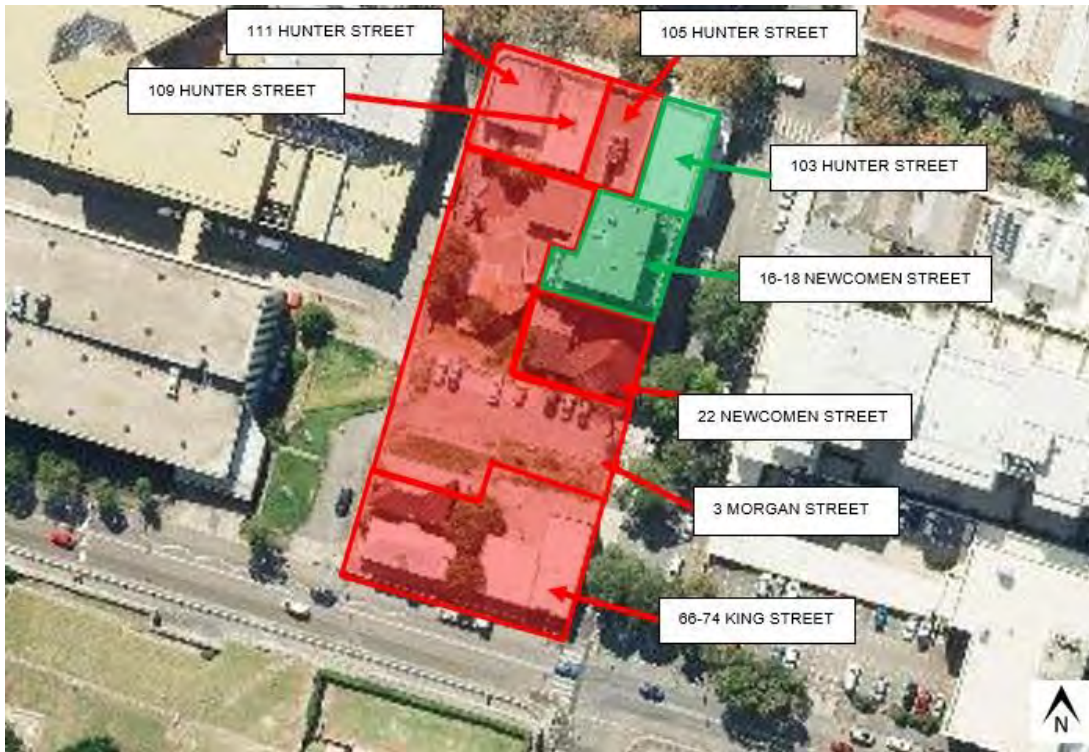 111 HUNTER STREET
105 HUNTER STREET
109 HUNTER STREET
103 HUNTER STREET
16-18 NEWCOMEN STREET
22 NEWCOMEN STREET
3 MORGAN STREET
66-74 KING STREET
N